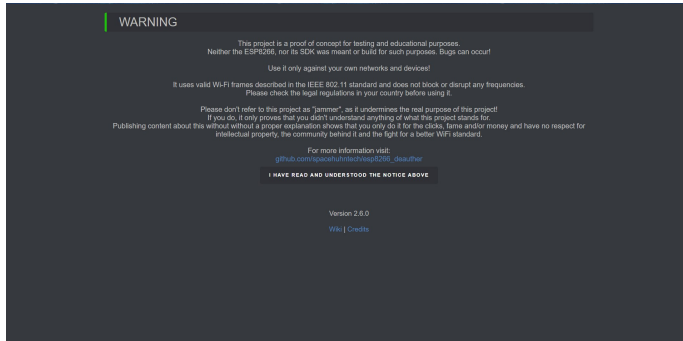 WARNING
This project is a proof of concept for testing and educational purposes.
Neither the ESP8266, nor its SDK was meant or build for such purposes. Bugs can occur!
Use it only against your own networks and devices!
It uses valid Wi-Fi frames described in the IEEE 802.11 standard and does not block or disrupt any frequencies.
Please check the legal regulations in your country before using it.
Please don't refer to this project as "jammer", as it undermines the real purpose of this project!
If you do, it only proves that you didn't understand anything of what this project stands for.
Publishing content about this without without a proper explanation shows that you only do it for the clicks, fame and/or money and have no respect for
intellectual property, the community behind it and the fight for a better WiFi standard.
For more information visit:
github.com/spacehuhntech/esp8266_deauther
I HAVE READ AND UNDERSTOOD THE NOTICE ABOVE
Version 2.6.0
Wiki | Credits